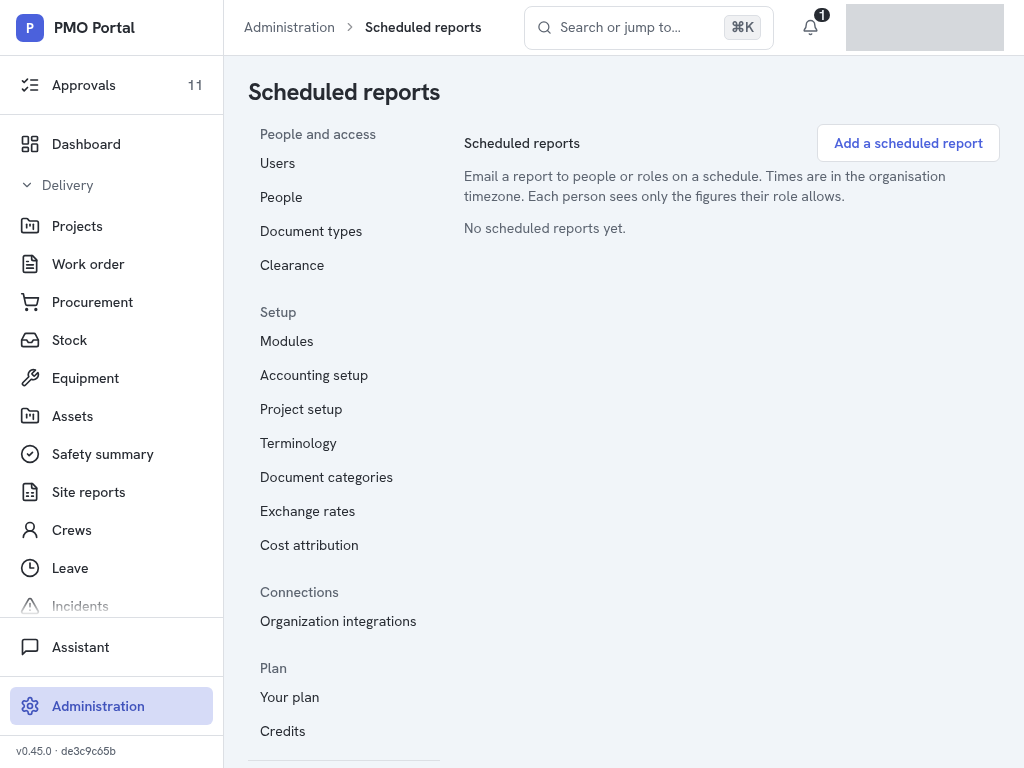 P PMO Portal
Administration > Scheduled reports
Search or jump to...
⌘K
1
Approvals 11
Dashboard
Delivery
Projects
Work order
Procurement
Stock
Equipment
Assets
Safety summary
Site reports
Crews
Leave
Incidents
Assistant
Administration
v0.45.0 · de3c9c65b
Scheduled reports
People and access
Users
People
Document types
Clearance
Setup
Modules
Accounting setup
Project setup
Terminology
Document categories
Exchange rates
Cost attribution
Connections
Organization integrations
Plan
Your plan
Credits
Scheduled reports
Add a scheduled report
Email a report to people or roles on a schedule. Times are in the organisation
timezone. Each person sees only the figures their role allows.
No scheduled reports yet.